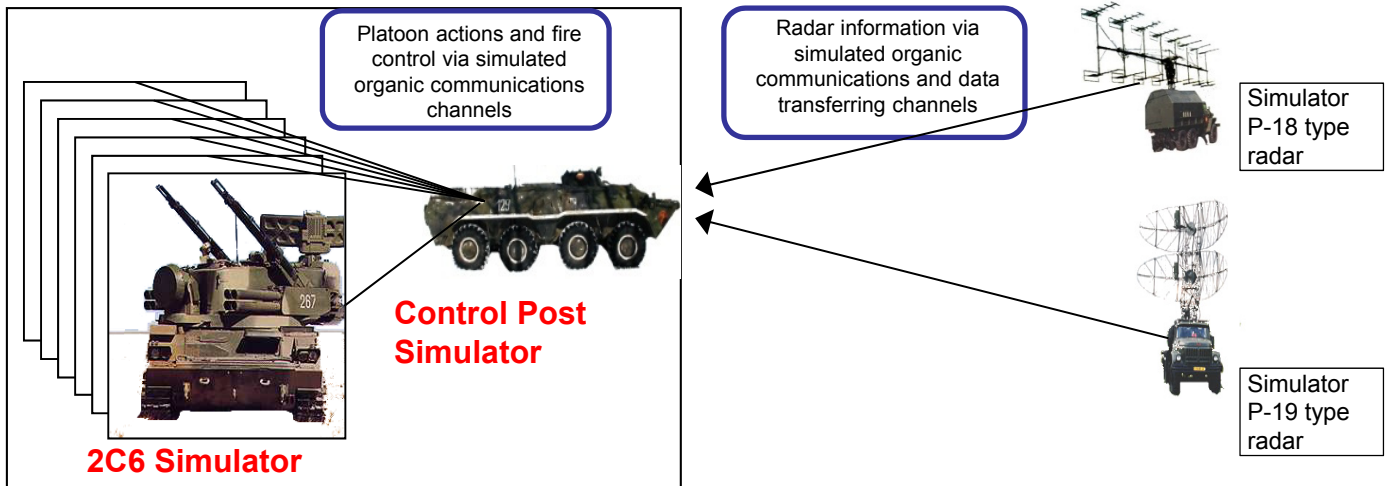 Platoon actions and fire
control via simulated
organic communications
channels
Radar information via
simulated organic
communications and data
transferring channels
Simulator
P-18 type
radar
129
267
Control Post
Simulator
2C6 Simulator
Simulator
P-19 type
radar